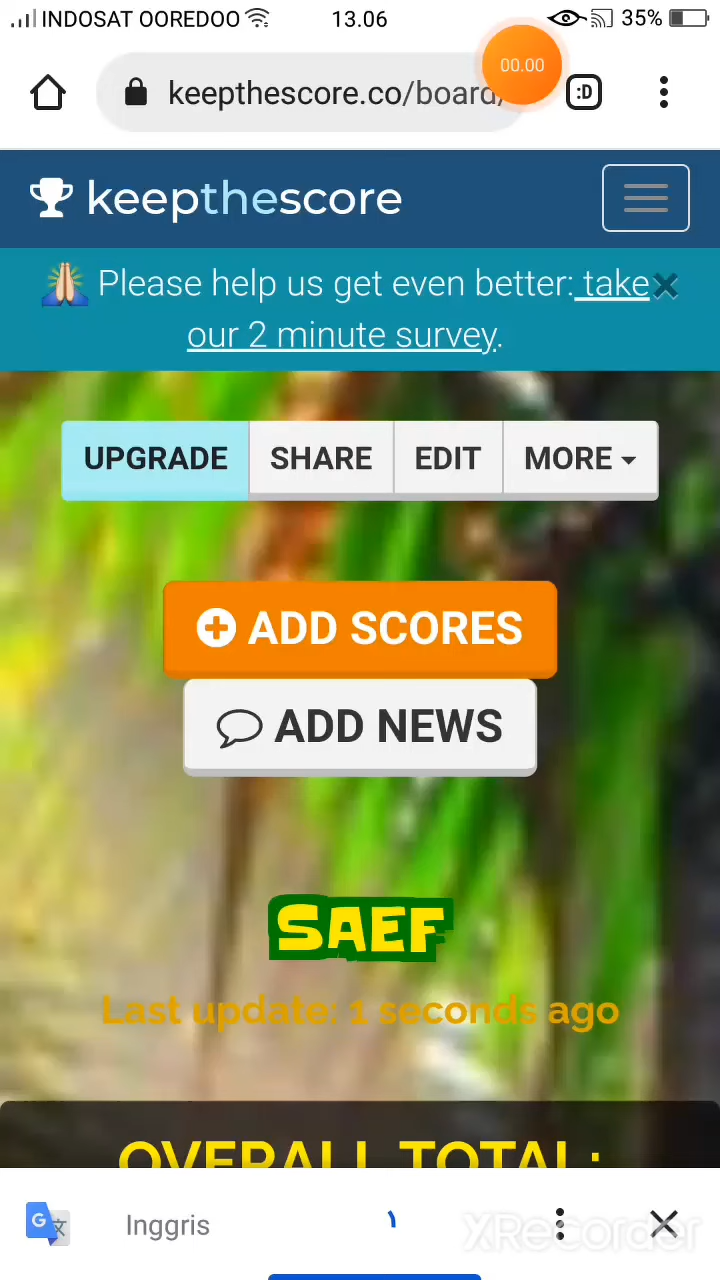 INDOSAT OOREDOO 13.06 35%
00.00
keepthescore.co/board/ :D
keepthescore
Please help us get even better: take
our 2 minute survey.
UPGRADE SHARE EDIT MORE
ADD SCORES
ADD NEWS
SAEF
Last update: 1 seconds ago
OVERALL TOTAL:
G 文 Inggris XRecorder